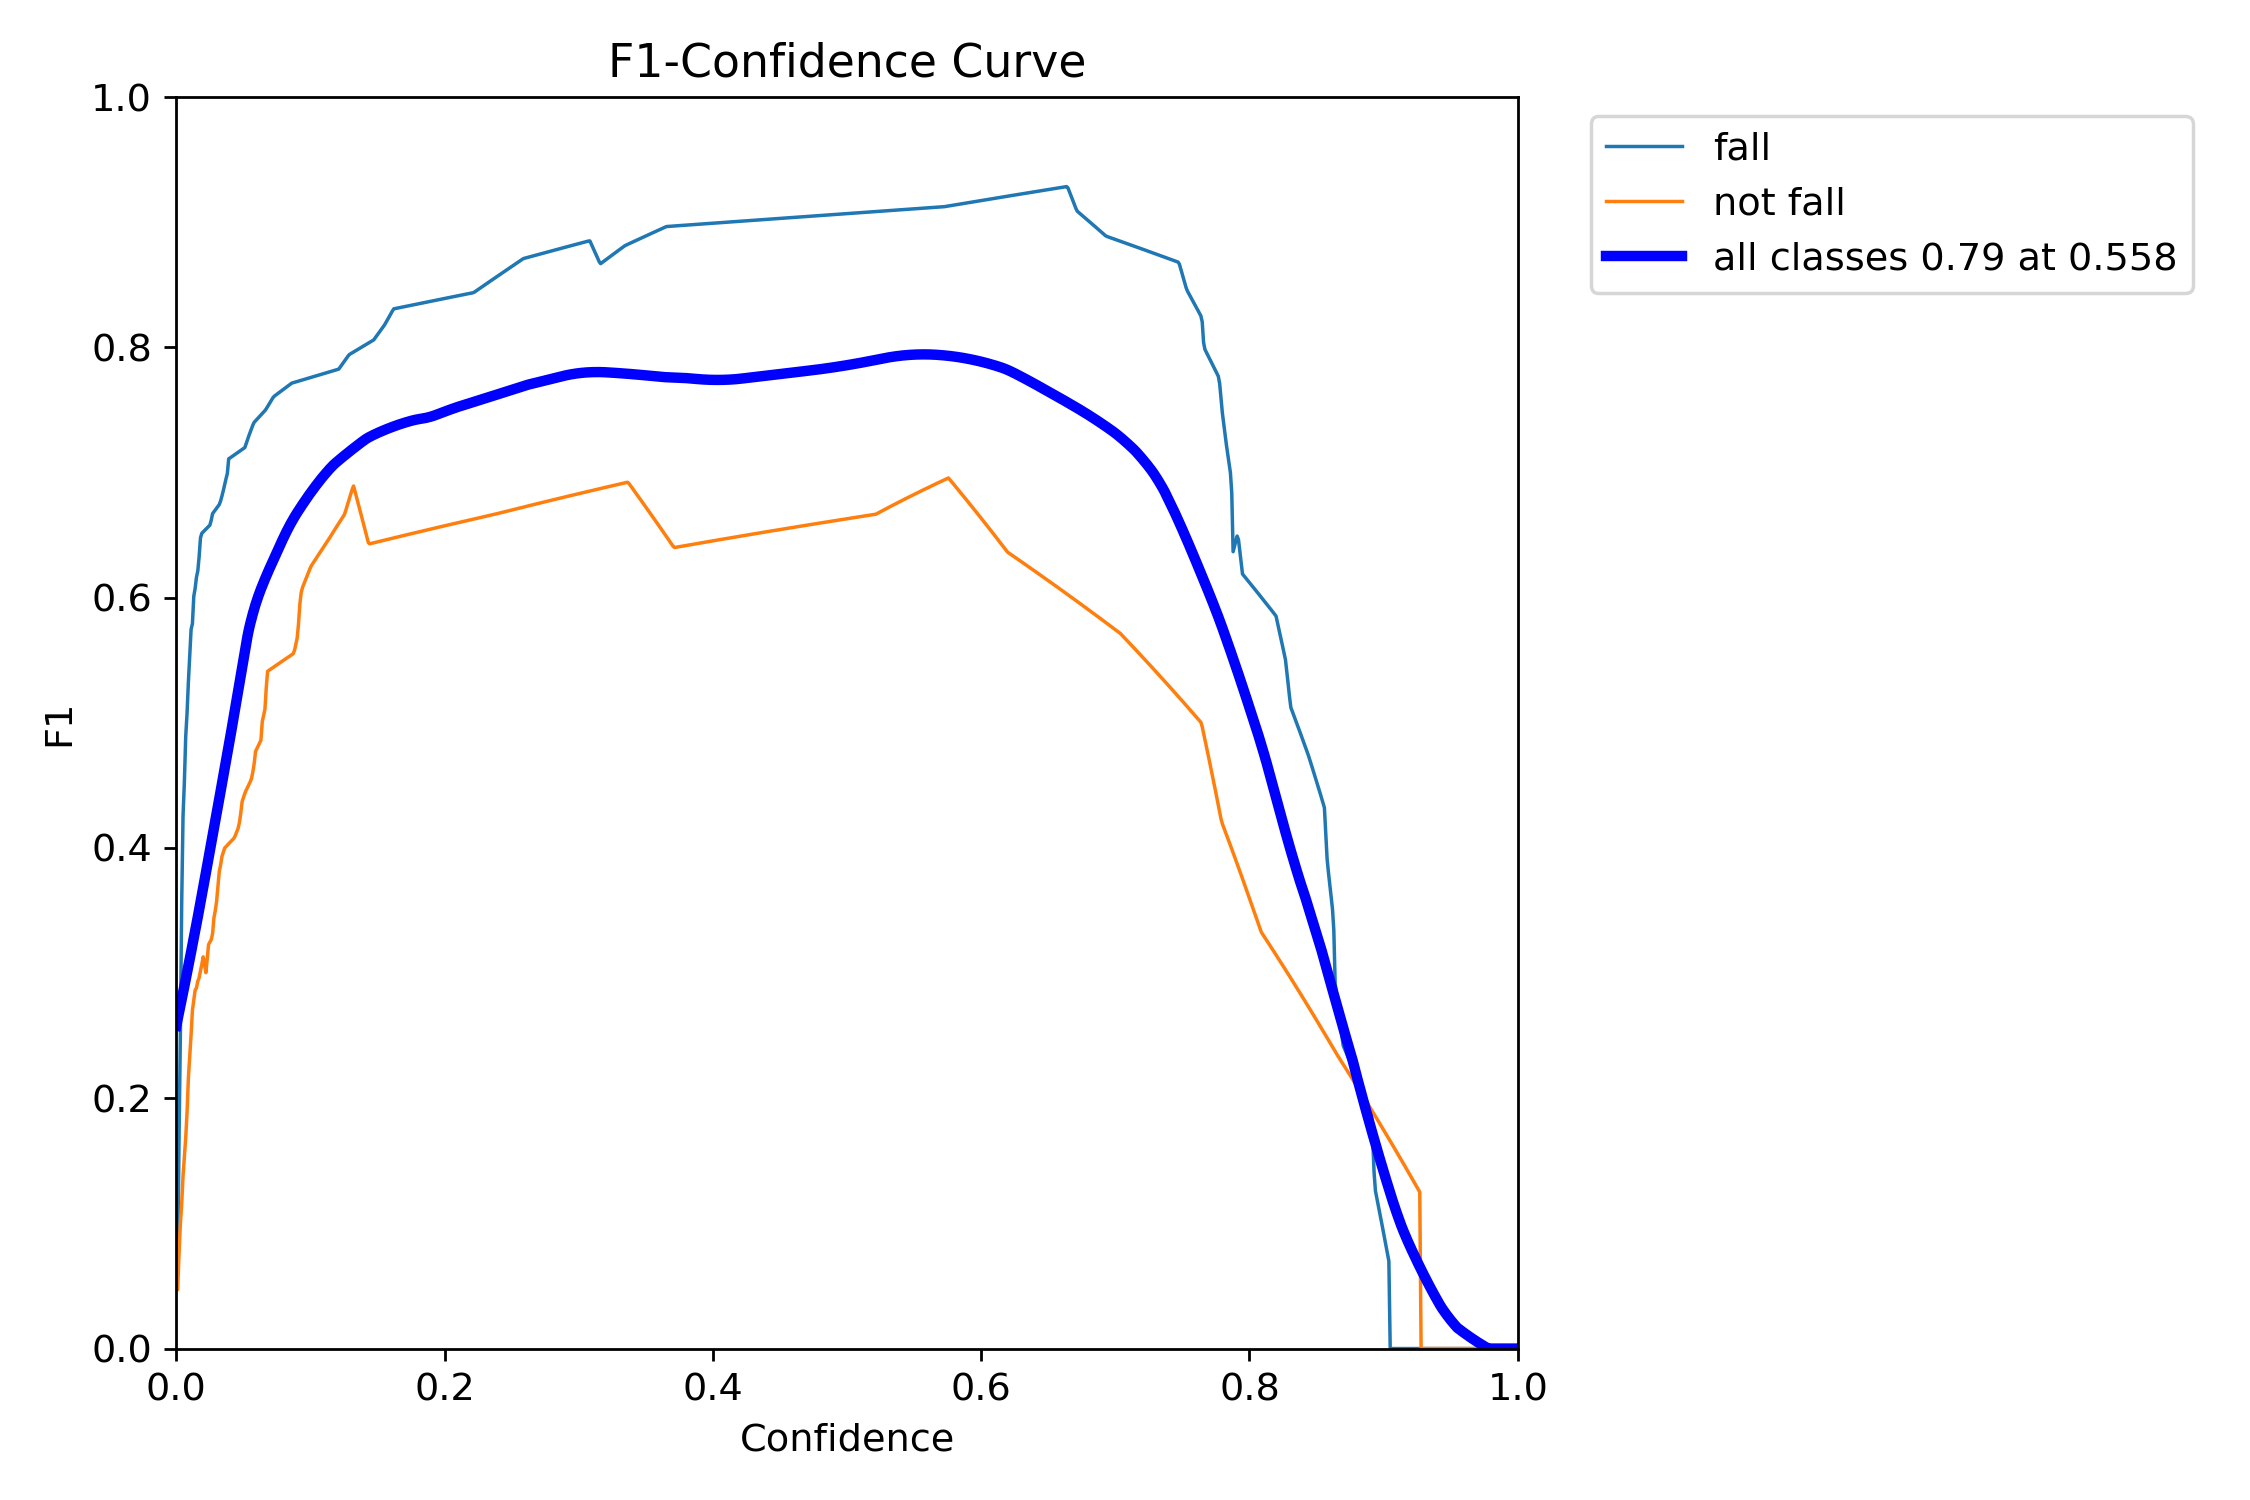 F1-Confidence Curve
1.0
0.8
0.6
0.4
0.2
0.0
F1
0.0 0.2 0.4 0.6 0.8 1.0
Confidence
fall
not fall
all classes 0.79 at 0.558